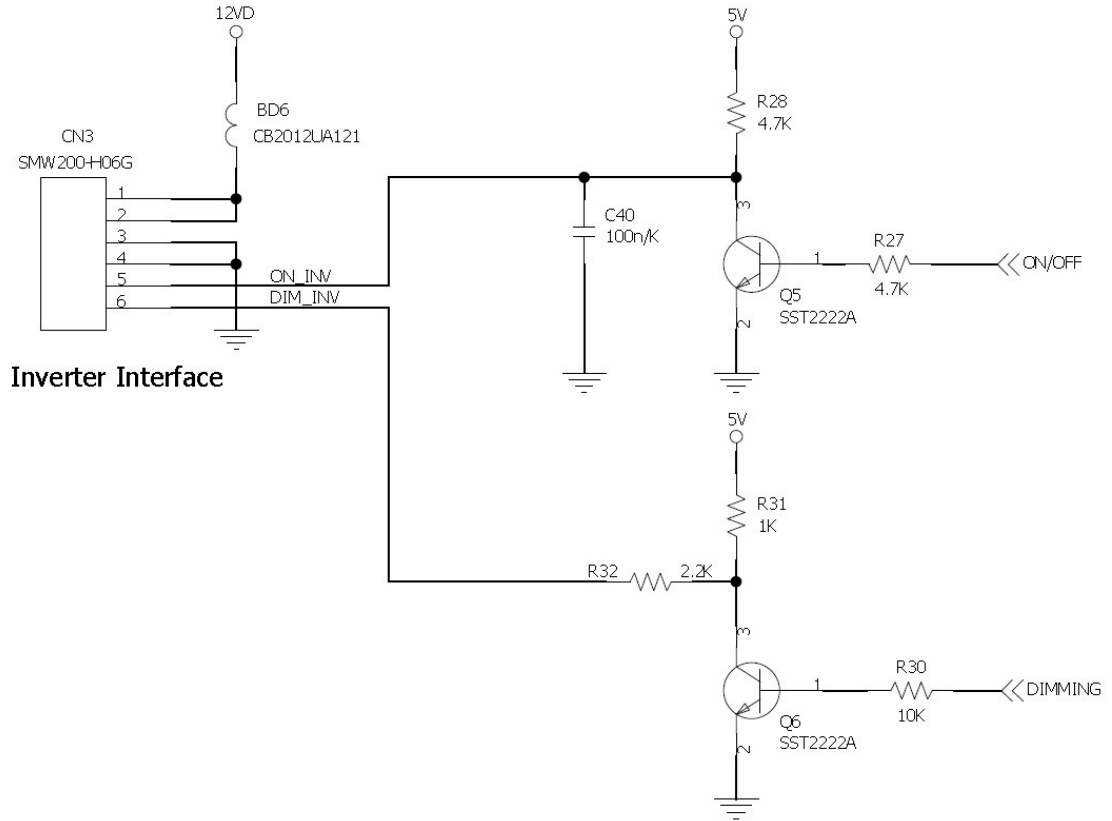 12VD
5V
BD6
CB2012UA121
R28
4.7K
CN3
SMW200-H06G
1
2
3
4
5
6
ON_INV
DIM_INV
C40
100n/K
3
1
2
R27
4.7K
ON/OFF
Q5
SST2222A
Inverter Interface
5V
R31
1K
R32
2.2K
3
1
2
R30
10K
DIMMING
Q6
SST2222A